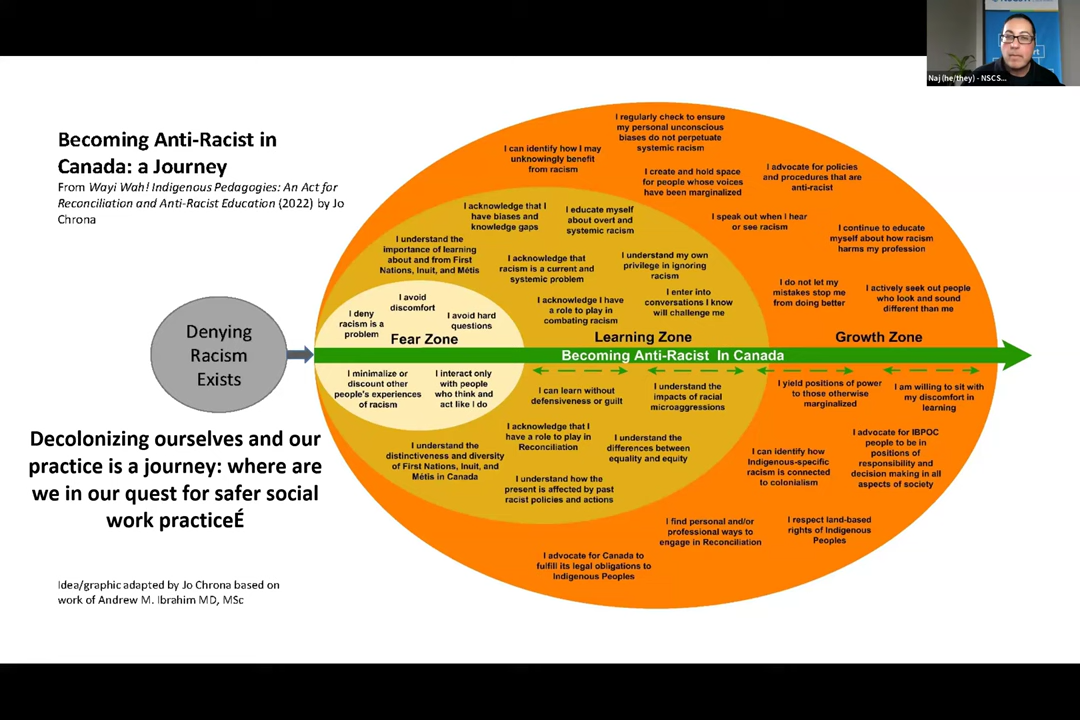 Naj (he/they) - NSCS...
Becoming Anti-Racist in
Canada: a Journey
From Wayi Wah! Indigenous Pedagogies: An Act for
Reconciliation and Anti-Racist Education (2022) by Jo
Chrona
Denying
Racism
Exists
Decolonizing ourselves and our
practice is a journey: where are
we in our quest for safer social
work practiceÉ
Idea/graphic adapted by Jo Chrona based on
work of Andrew M. Ibrahim MD, MSc
I regularly check to ensure
my personal unconscious
biases do not perpetuate
systemic racism
I can identify how I may
unknowingly benefit
from racism
I create and hold space
for people whose voices
have been marginalized
I advocate for policies
and procedures that are
anti-racist
I speak out when I hear
or see racism
I continue to educate
myself about how racism
harms my profession
I do not let my
mistakes stop me
from doing better
I actively seek out people
who look and sound
different than me
Growth Zone
I acknowledge that I
have biases and
knowledge gaps
I educate myself
about overt and
systemic racism
I understand the
importance of learning
about and from First
Nations, Inuit, and Métis
I acknowledge that
racism is a current and
systemic problem
I understand my own
privilege in ignoring
racism
I acknowledge I have
a role to play in
combating racism
I enter into
conversations I know
will challenge me
Learning Zone
I avoid
discomfort
I deny
racism is a
problem
I avoid hard
questions
Fear Zone
Becoming Anti-Racist In Canada
I minimalize or
discount other
people's experiences
of racism
I interact only
with people
who think and
act like I do
I can learn without
defensiveness or guilt
I understand the
impacts of racial
microaggressions
I acknowledge that I
have a role to play in
Reconciliation
I understand the
differences between
equality and equity
I understand the
distinctiveness and diversity
of First Nations, Inuit, and
Métis in Canada
I understand how the
present is affected by past
racist policies and actions
I yield positions of power
to those otherwise
marginalized
I am willing to sit with
my discomfort in
learning
I can identify how
Indigenous-specific
racism is connected
to colonialism
I advocate for IBPOC
people to be in
positions of
responsibility and
decision making in all
aspects of society
I find personal and/or
professional ways to
engage in Reconciliation
I respect land-based
rights of Indigenous
Peoples
I advocate for Canada to
fulfill its legal obligations to
Indigenous Peoples